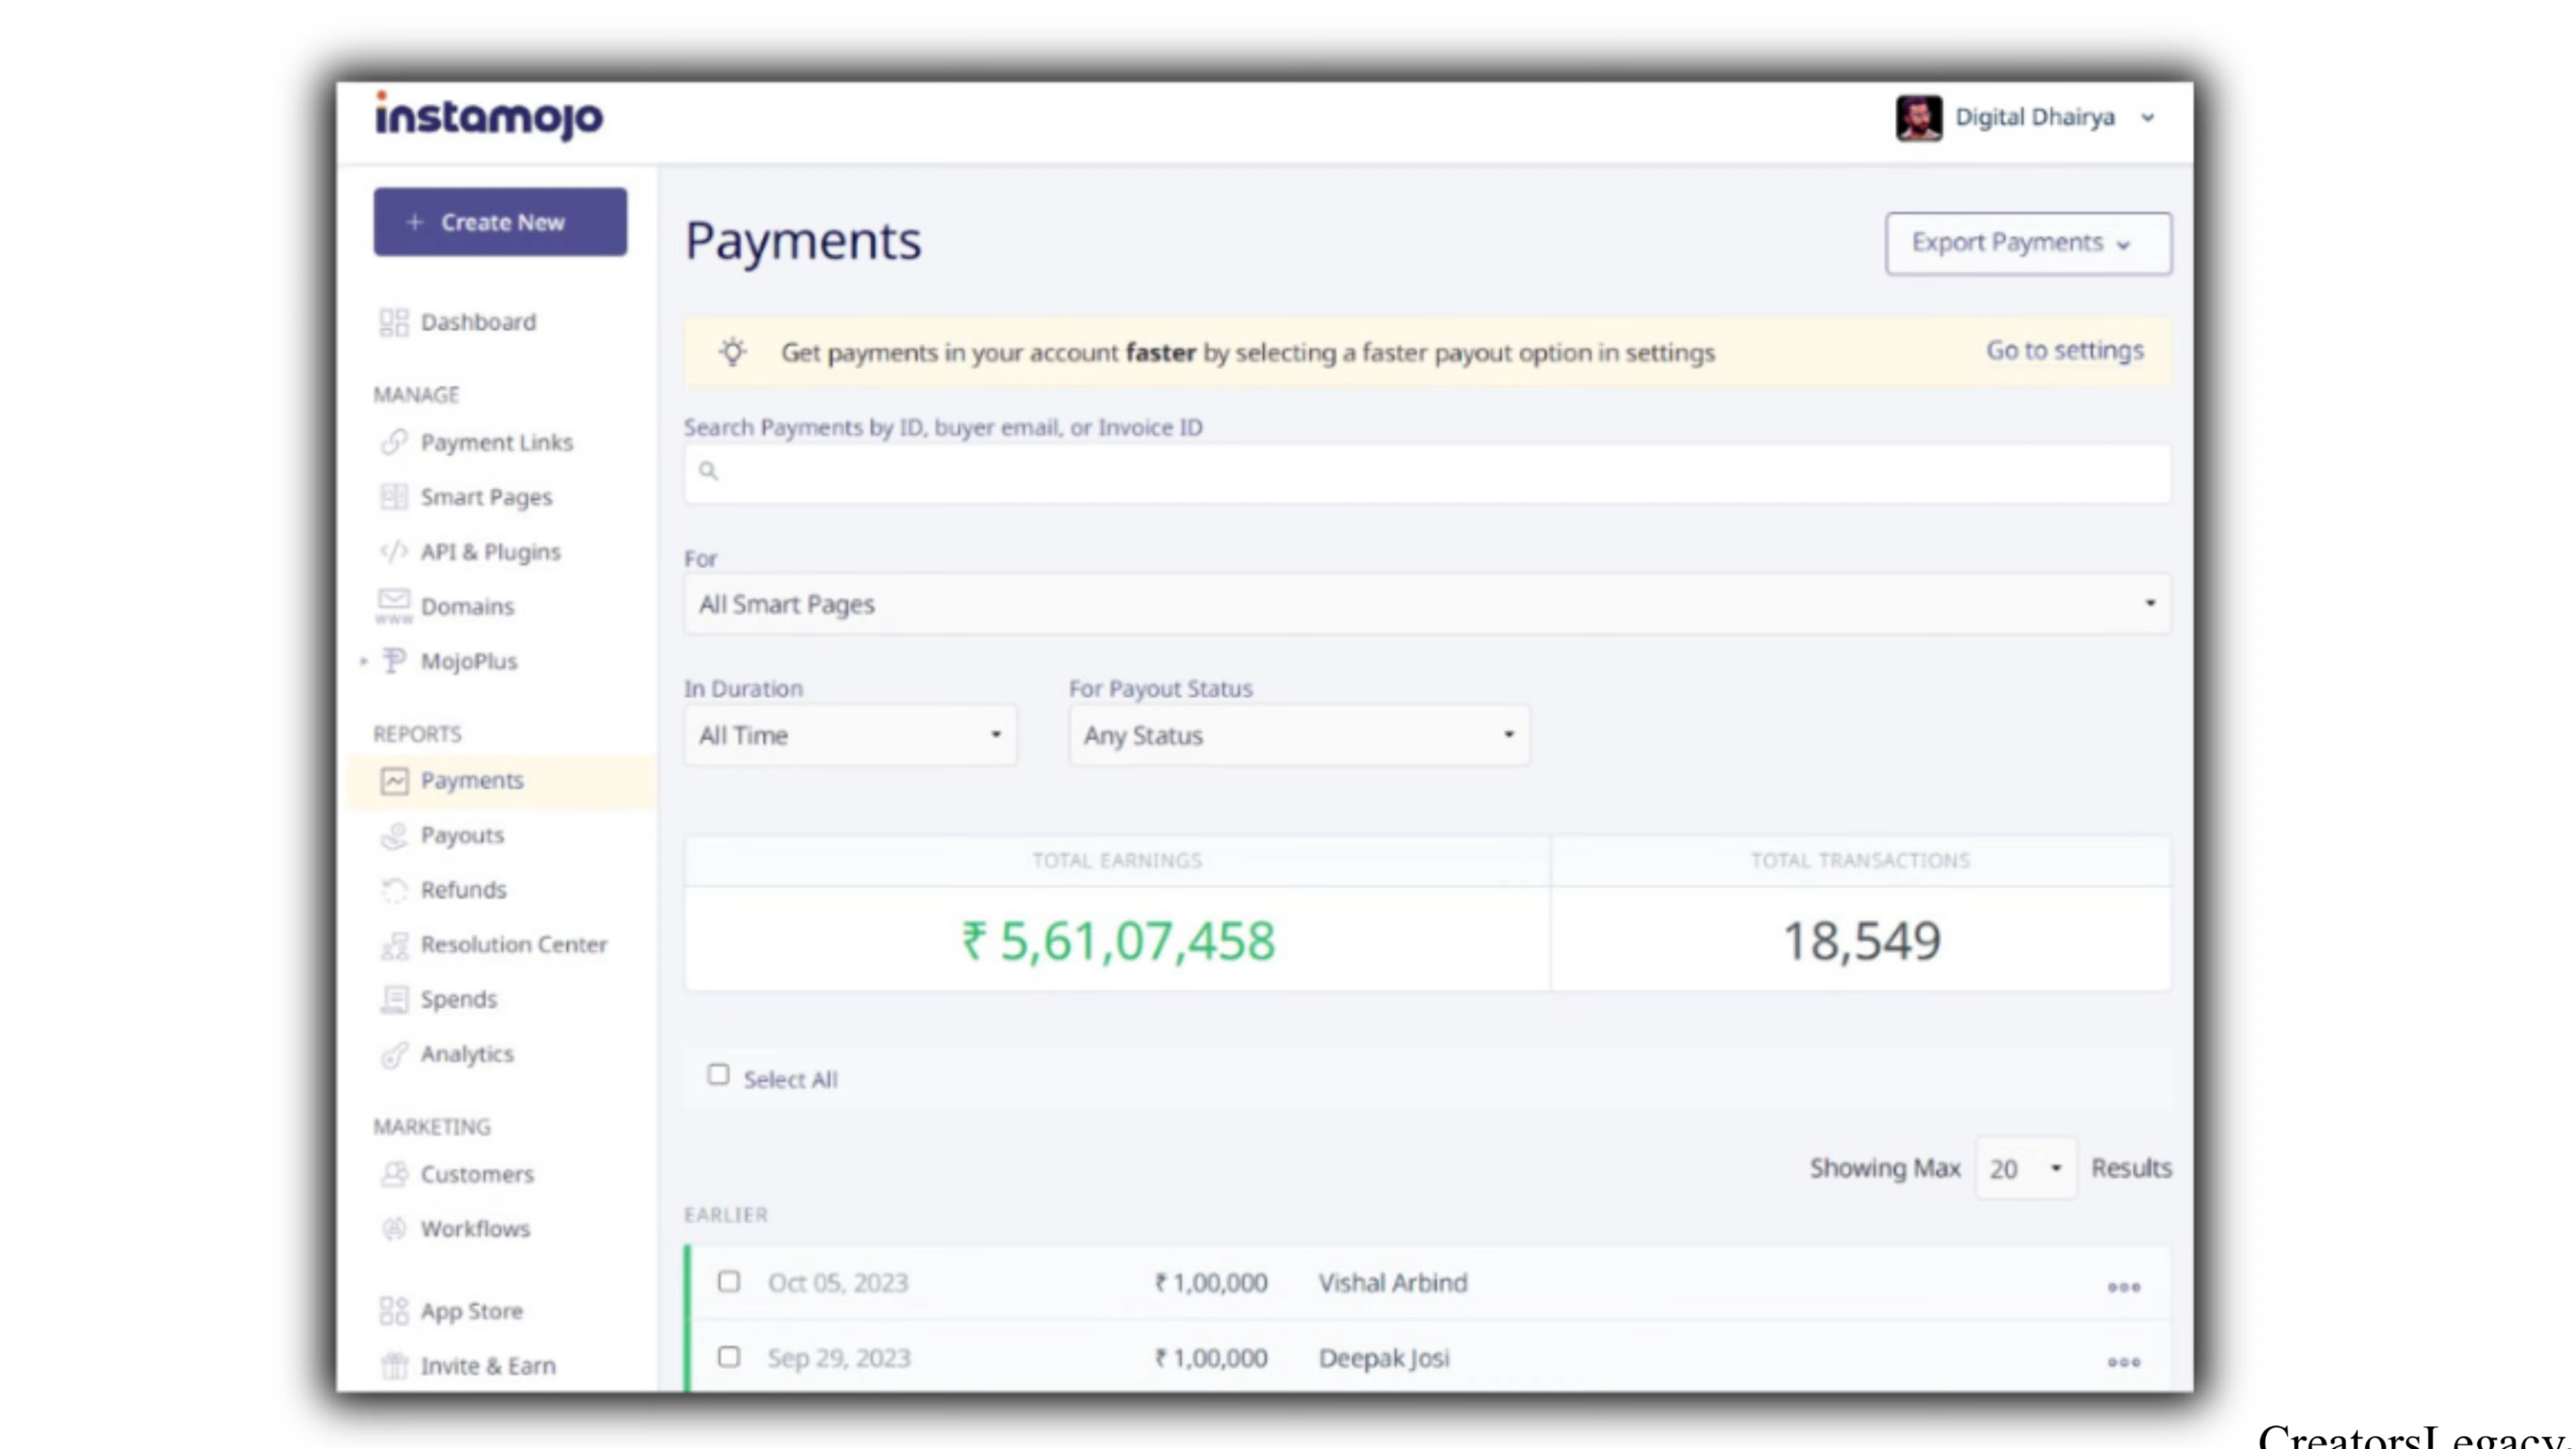 instamojo
Digital Dhairya
+ Create New
Dashboard
MANAGE
Payment Links
Smart Pages
API & Plugins
www
Domains
MojoPlus
REPORTS
Payments
Payouts
Refunds
Resolution Center
Spends
Analytics
MARKETING
Customers
Workflows
App Store
Invite & Earn
Payments
Export Payments
Get payments in your account faster by selecting a faster payout option in settings
Go to settings
Search Payments by ID, buyer email, or Invoice ID
For
All Smart Pages
In Duration
For Payout Status
All Time
Any Status
TOTAL EARNINGS
TOTAL TRANSACTIONS
₹ 5,61,07,458
18,549
Select All
Showing Max 20 Results
EARLIER
Oct 05, 2023 ₹ 1,00,000 Vishal Arbind
Sep 29, 2023 ₹ 1,00,000 Deepak Josi
CreatorsLegacy